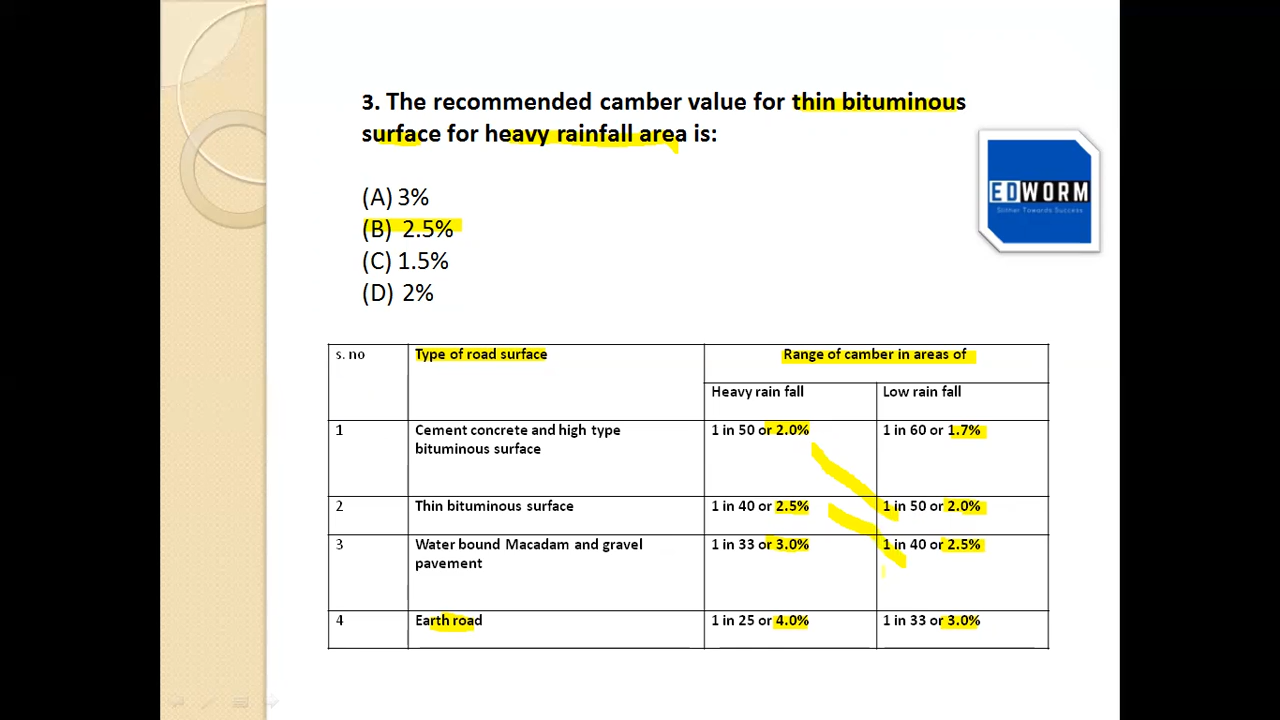 3. The recommended camber value for thin bituminous
surface for heavy rainfall area is:
(A) 3%
(B) 2.5%
(C) 1.5%
(D) 2%
EDWORM
Slither Towards Success
s. no Type of road surface Range of camber in areas of
Heavy rain fall Low rain fall
1 Cement concrete and high type 1 in 50 or 2.0% 1 in 60 or 1.7%
bituminous surface
2 Thin bituminous surface 1 in 40 or 2.5% 1 in 50 or 2.0%
3 Water bound Macadam and gravel 1 in 33 or 3.0% 1 in 40 or 2.5%
pavement
4 Earth road 1 in 25 or 4.0% 1 in 33 or 3.0%